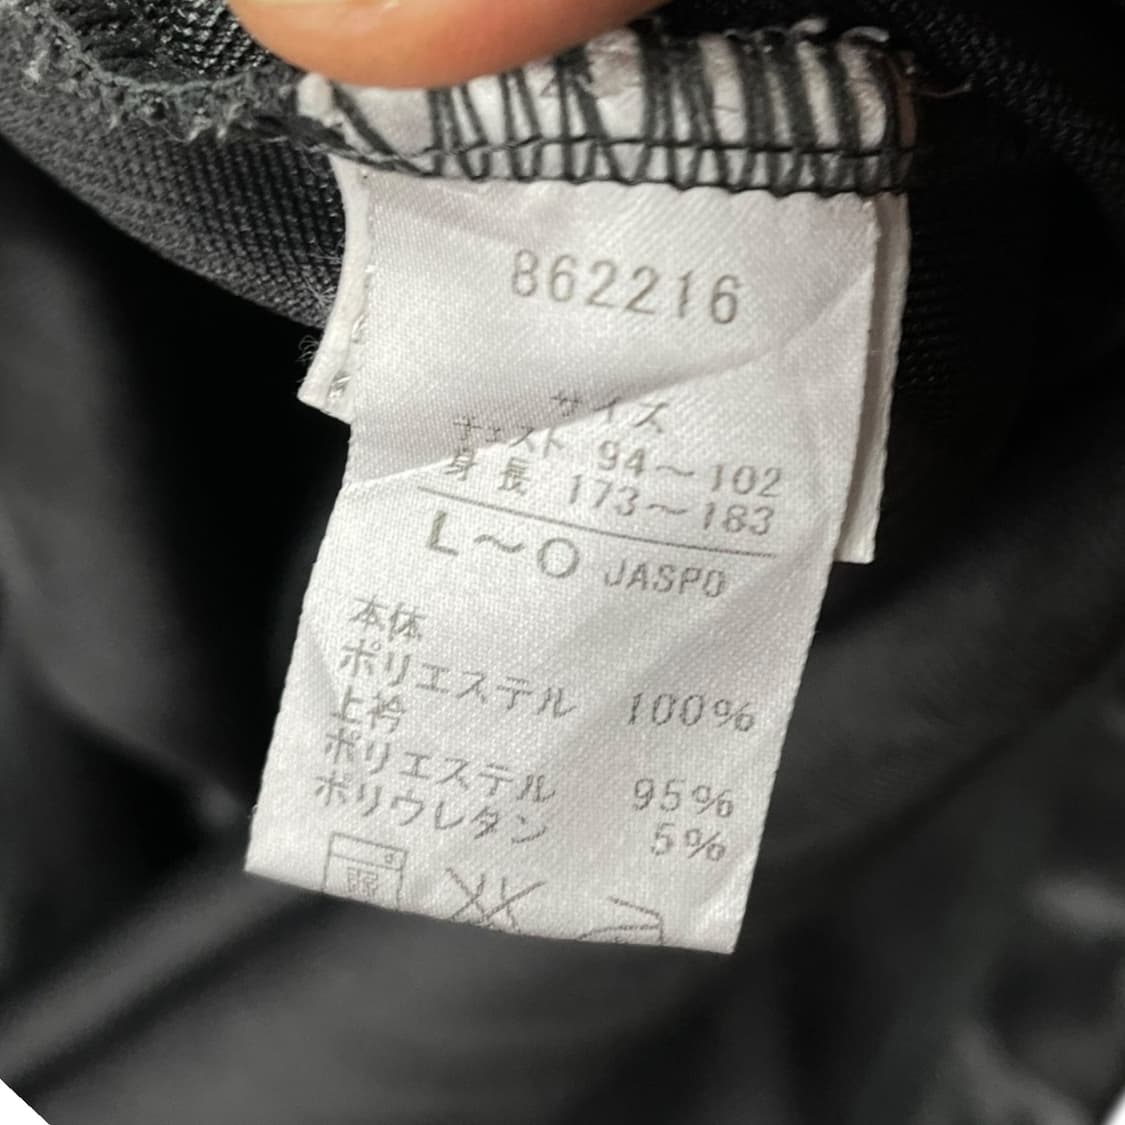 862216
サイズ
チェスト 94～102
身長 173～183
L～O JASPO
本体
ポリエステル 100%
上衿
ポリエステル 95%
ポリウレタン 5%